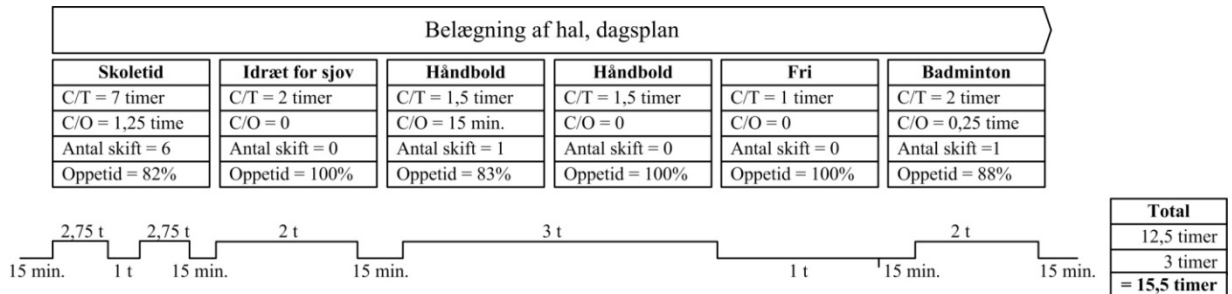 Belægning af hal, dagsplan
Skoletid
C/T = 7 timer
C/O = 1,25 time
Antal skift = 6
Oppetid = 82%
Idræt for sjov
C/T = 2 timer
C/O = 0
Antal skift = 0
Oppetid = 100%
Håndbold
C/T = 1,5 timer
C/O = 15 min.
Antal skift = 1
Oppetid = 83%
Håndbold
C/T = 1,5 timer
C/O = 0
Antal skift = 0
Oppetid = 100%
Fri
C/T = 1 timer
C/O = 0
Antal skift = 0
Oppetid = 100%
Badminton
C/T = 2 timer
C/O = 0,25 time
Antal skift =1
Oppetid = 88%
2,75 t
2,75 t
2 t
3 t
2 t
15 min.
1 t
15 min.
15 min.
1 t
15 min.
15 min.
Total
12,5 timer
3 timer
= 15,5 timer